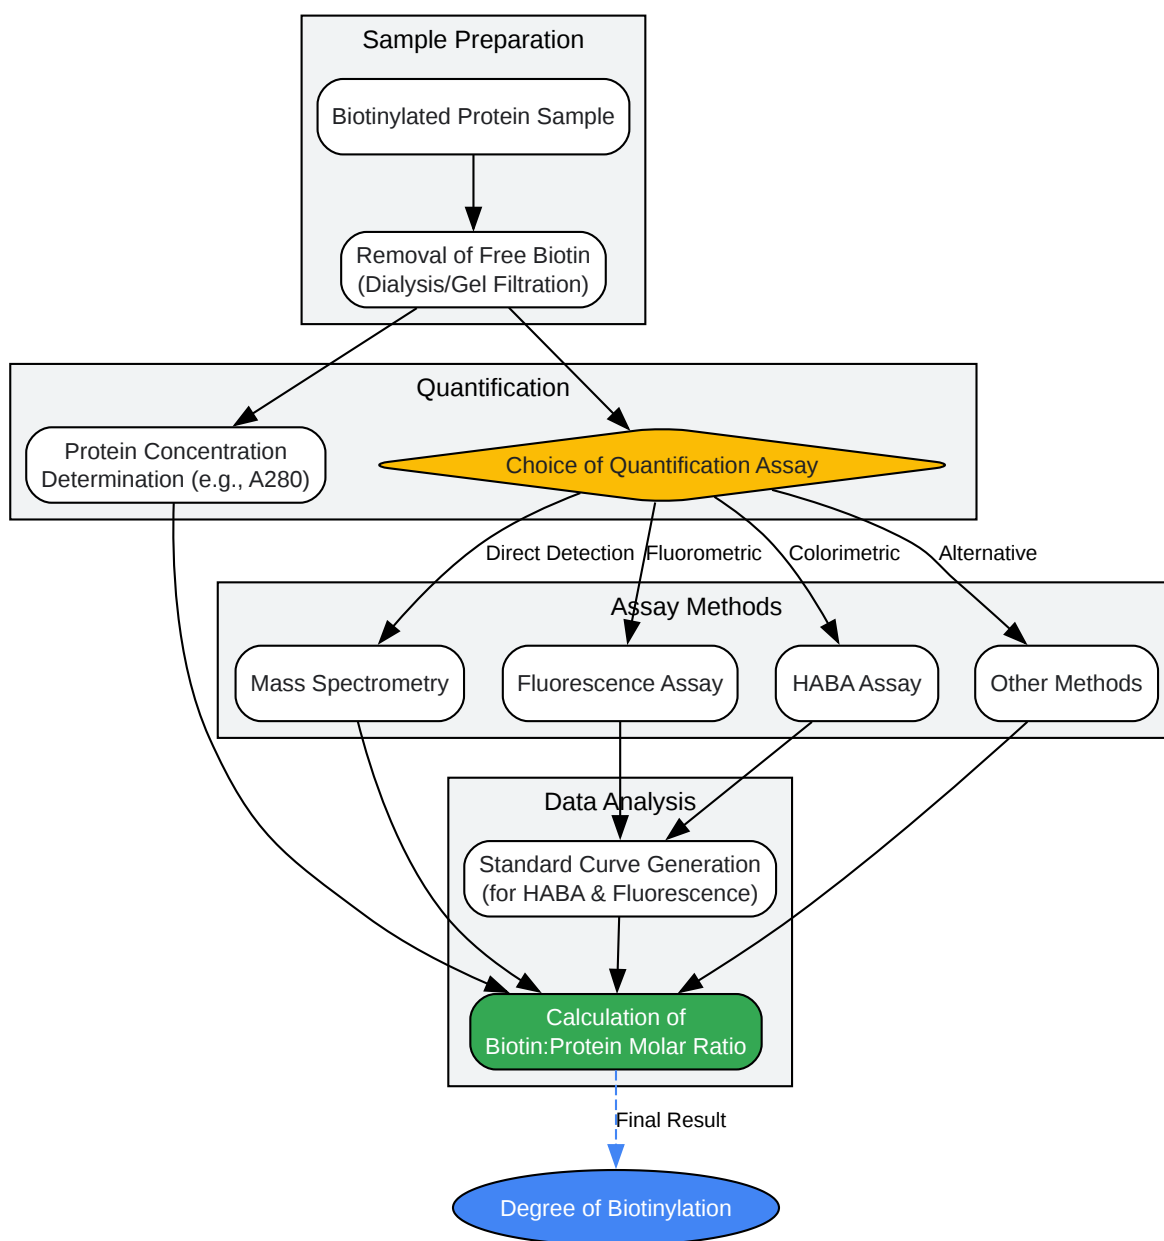 Sample Preparation
Biotinylated Protein Sample
Removal of Free Biotin
(Dialysis/Gel Filtration)
Quantification
Protein Concentration
Determination (e.g., A280)
Choice of Quantification Assay
Direct Detection
Fluorometric
Colorimetric
Alternative
Assay Methods
Mass Spectrometry
Fluorescence Assay
HABA Assay
Other Methods
Data Analysis
Standard Curve Generation
(for HABA & Fluorescence)
Calculation of
Biotin:Protein Molar Ratio
Final Result
Degree of Biotinylation